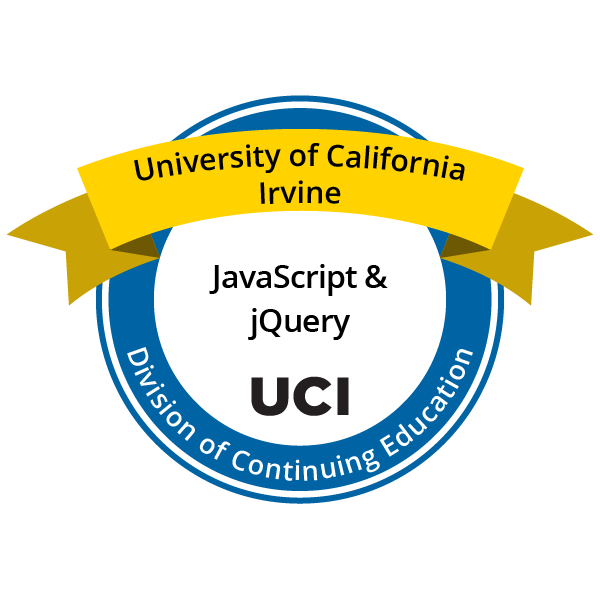 University of California
Irvine
JavaScript &
jQuery
UCI
Division of Continuing Education